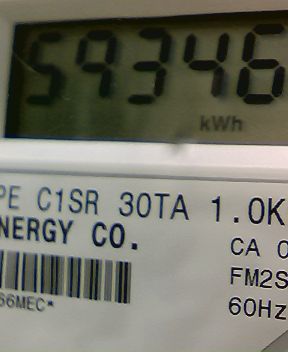 59346
kWh
PE C1SR 30TA 1.0K
NERGY CO.
CA 0
FM2S
66MEC*
60Hz